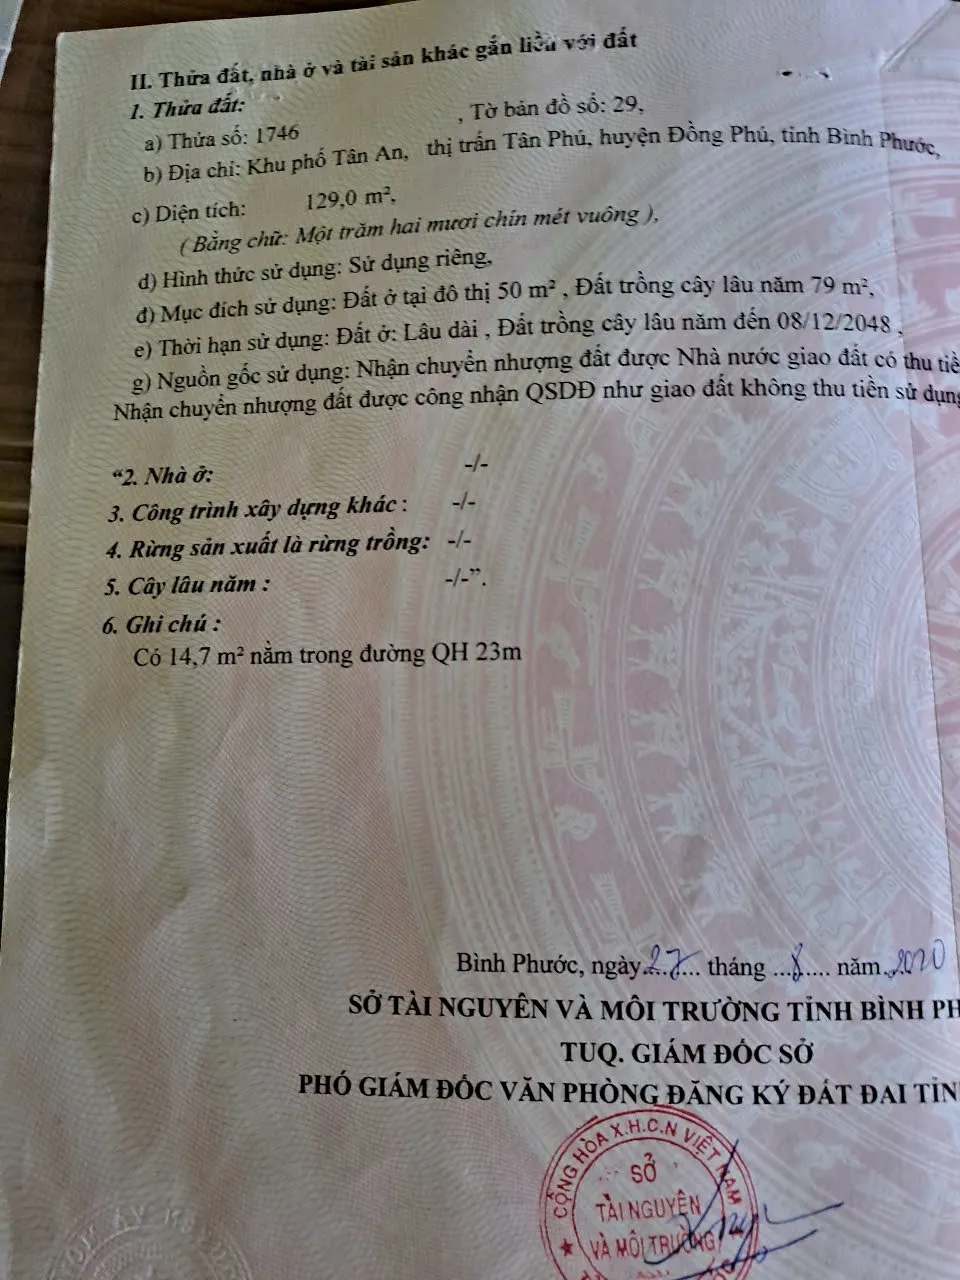 II. Thửa đất, nhà ở và tài sản khác gắn liền với đất
1. Thửa đất:
a) Thửa số: 1746 , Tờ bản đồ số: 29,
b) Địa chỉ: Khu phố Tân An, thị trấn Tân Phú, huyện Đồng Phú, tỉnh Bình Phước,
c) Diện tích: 129,0 m²,
( Bằng chữ: Một trăm hai mươi chín mét vuông ),
d) Hình thức sử dụng: Sử dụng riêng,
đ) Mục đích sử dụng: Đất ở tại đô thị 50 m² , Đất trồng cây lâu năm 79 m²,
e) Thời hạn sử dụng: Đất ở: Lâu dài , Đất trồng cây lâu năm đến 08/12/2048 ,
g) Nguồn gốc sử dụng: Nhận chuyển nhượng đất được Nhà nước giao đất có thu tiề
Nhận chuyển nhượng đất được công nhận QSDĐ như giao đất không thu tiền sử dụng
“2. Nhà ở: -/-
3. Công trình xây dựng khác : -/-
4. Rừng sản xuất là rừng trồng: -/-
5. Cây lâu năm : -/-”.
6. Ghi chú :
Có 14,7 m² nằm trong đường QH 23m
Bình Phước, ngày 27 tháng 8 năm 2020
SỞ TÀI NGUYÊN VÀ MÔI TRƯỜNG TỈNH BÌNH PH
TUQ. GIÁM ĐỐC SỞ
PHÓ GIÁM ĐỐC VĂN PHÒNG ĐĂNG KÝ ĐẤT ĐAI TỈN
CỘNG HÒA X.H.C.N VIỆT NAM
SỞ
TÀI NGUYÊN
VÀ MÔI TRƯỜNG